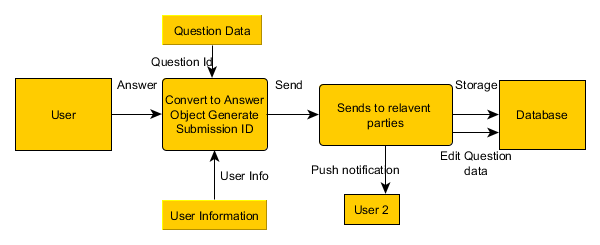 Question Data
Question Id
Answer
Send
Storage
User
Convert to Answer
Object Generate
Submission ID
Sends to relavent
parties
Database
Edit Question
data
User Info
Push notification
User Information
User 2